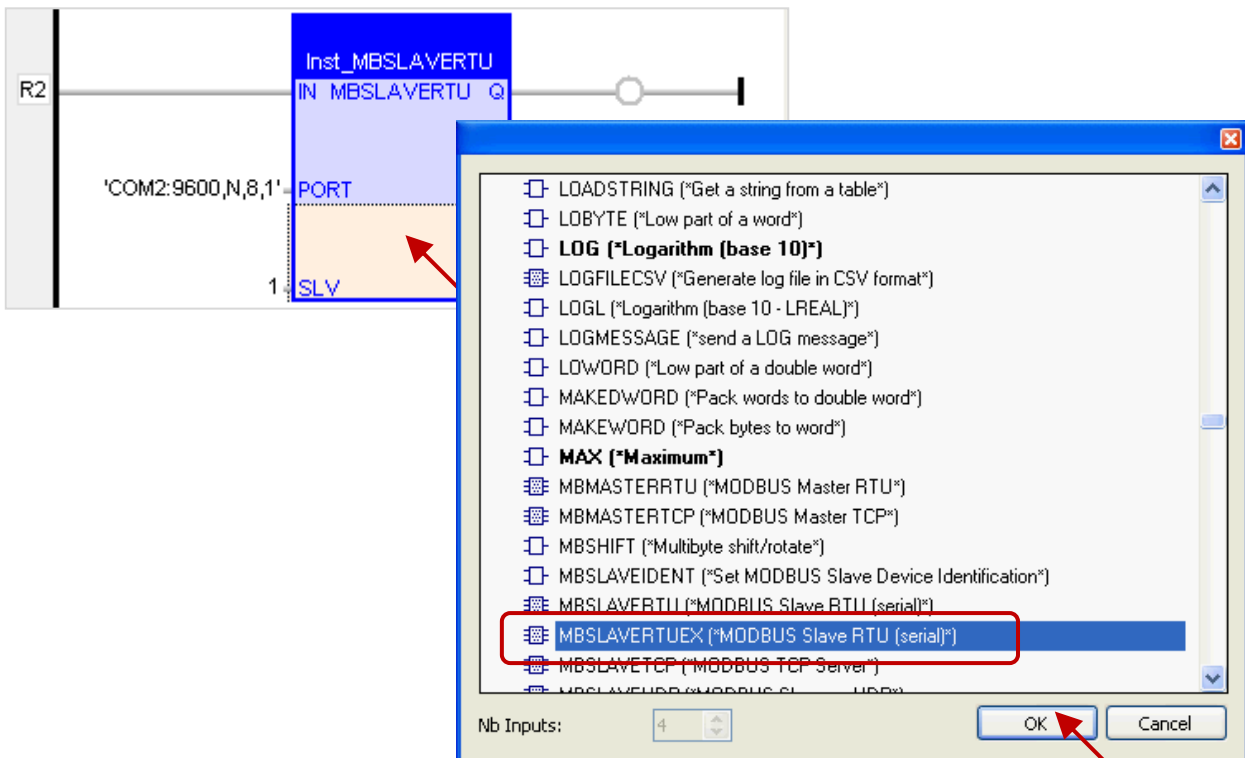 Inst_MBSLAVERTU
R2
IN MBSLAVERTU Q
'COM2:9600,N,8,1'
PORT
1
SLV
LOADSTRING (*Get a string from a table*)
LOBYTE (*Low part of a word*)
LOG (*Logarithm (base 10)*)
LOGFILECSV (*Generate log file in CSV format*)
LOGL (*Logarithm (base 10 - LREAL)*)
LOGMESSAGE (*send a LOG message*)
LOWORD (*Low part of a double word*)
MAKEDWORD (*Pack words to double word*)
MAKEWORD (*Pack bytes to word*)
MAX (*Maximum*)
MBMASTERRTU (*MODBUS Master RTU*)
MBMASTERTCP (*MODBUS Master TCP*)
MBSHIFT (*Multibyte shift/rotate*)
MBSLAVEIDENT (*Set MODBUS Slave Device Identification*)
MBSLAVERTU (*MODBUS Slave RTU (serial)*)
MBSLAVERTUEX (*MODBUS Slave RTU (serial)*)
MBSLAVETCP (*MODBUS TCP Server*)
Nb Inputs:
4
OK
Cancel